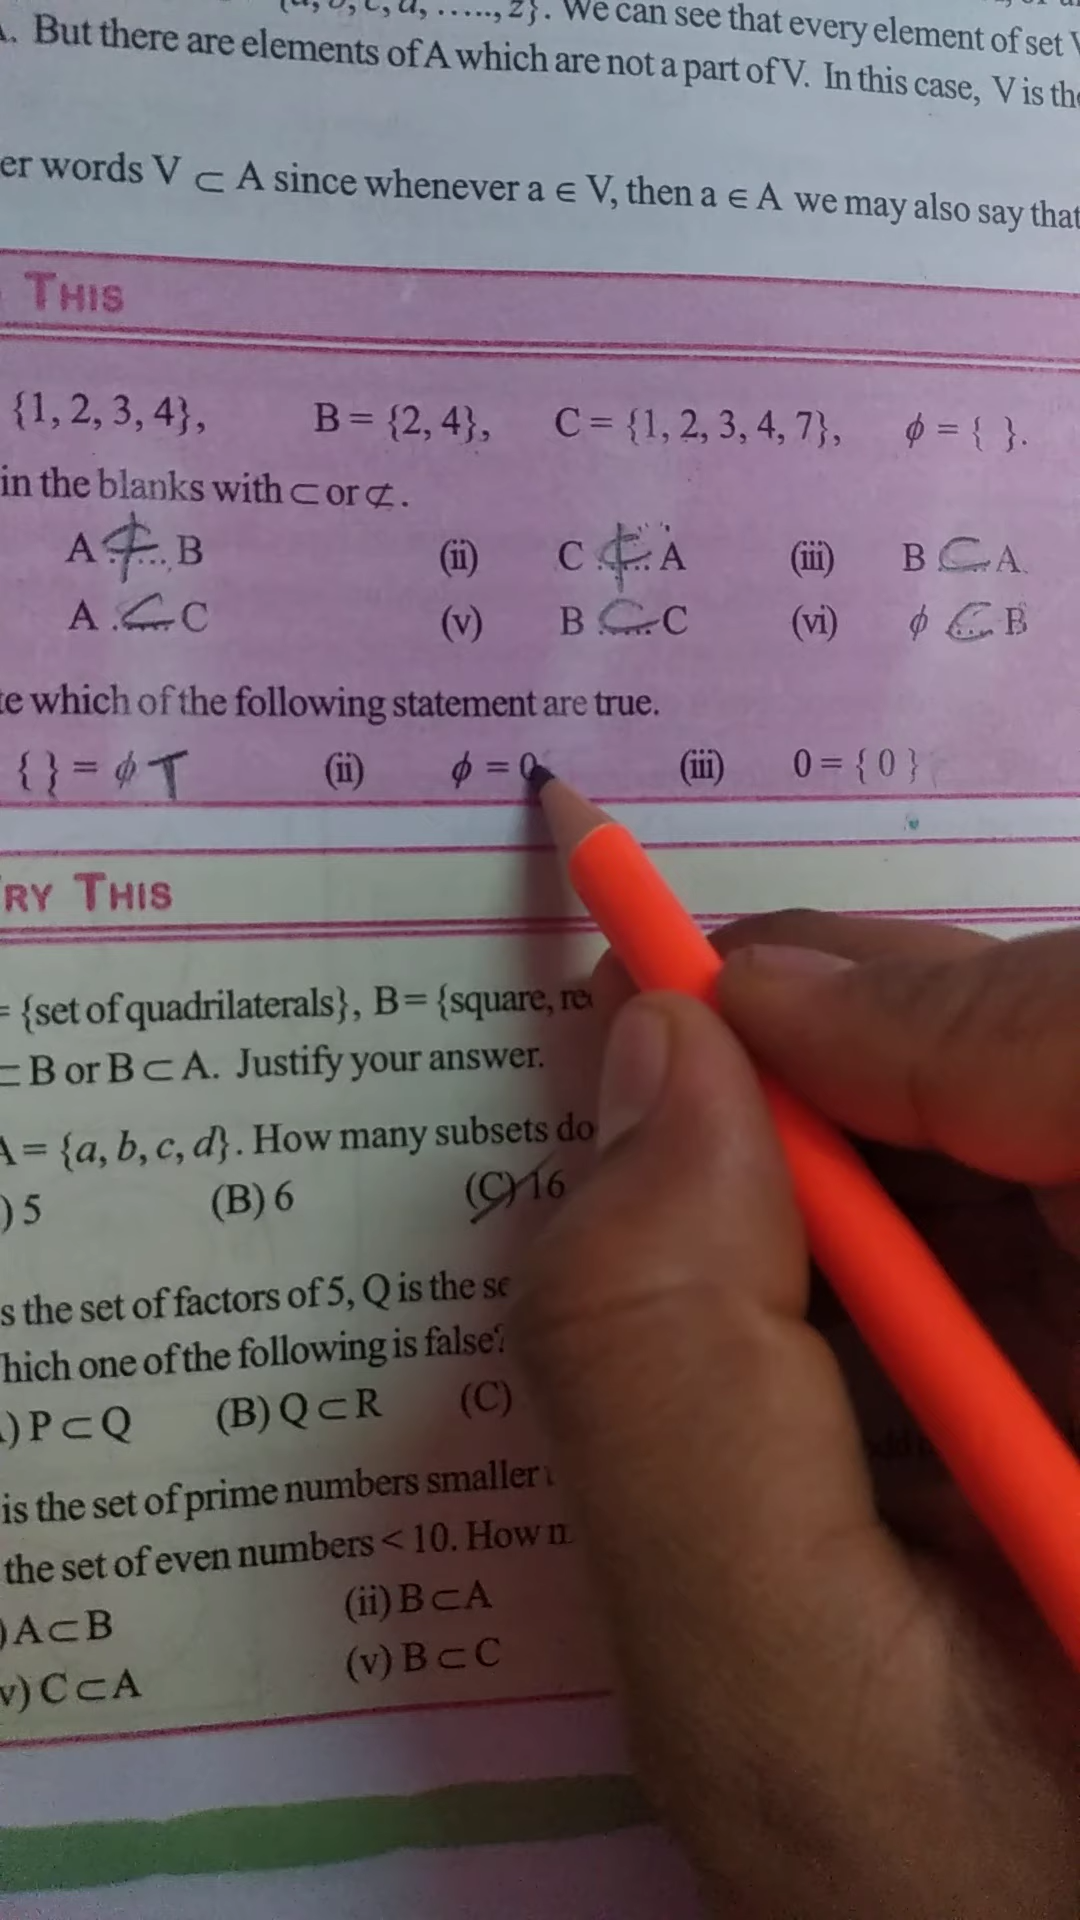 {a, b, c, d, ....., z}. We can see that every element of set V
. But there are elements of A which are not a part of V. In this case, V is the
er words V ⊂ A since whenever a ∈ V, then a ∈ A we may also say that
THIS
{1, 2, 3, 4}, B = {2, 4}, C = {1, 2, 3, 4, 7}, ϕ = { }.
in the blanks with ⊂ or ⊄.
A ⊄ B (ii) C ⊄ A (iii) B ⊂ A
A ⊂ C (v) B ⊂ C (vi) ϕ ⊂ B
te which of the following statement are true.
{ } = ϕ T (ii) ϕ = 0 (iii) 0 = { 0 }
RY THIS
= {set of quadrilaterals}, B = {square, re
⊂ B or B ⊂ A. Justify your answer.
A = {a, b, c, d}. How many subsets do
) 5 (B) 6 (C) 16
s the set of factors of 5, Q is the se
hich one of the following is false?
) P ⊂ Q (B) Q ⊂ R (C)
is the set of prime numbers smaller
the set of even numbers < 10. How
) A ⊂ B (ii) B ⊂ A
v) C ⊂ A (v) B ⊂ C